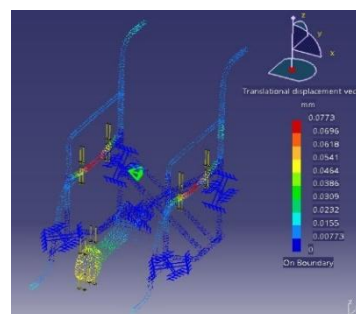 z
y
x
Translational displacement vec
mm
0.0773
0.0696
0.0618
0.0541
0.0464
0.0386
0.0309
0.0232
0.0155
0.00773
0
On Boundary